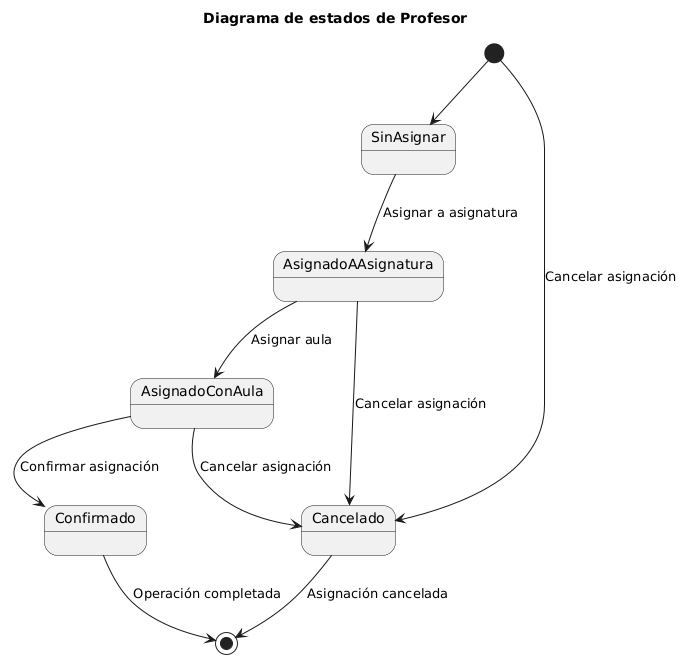 Diagrama de estados de Profesor
SinAsignar
Asignar a asignatura
AsignadoAAsignatura
Cancelar asignación
Asignar aula
AsignadoConAula
Cancelar asignación
Confirmar asignación
Cancelar asignación
Confirmado
Cancelado
Operación completada
Asignación cancelada